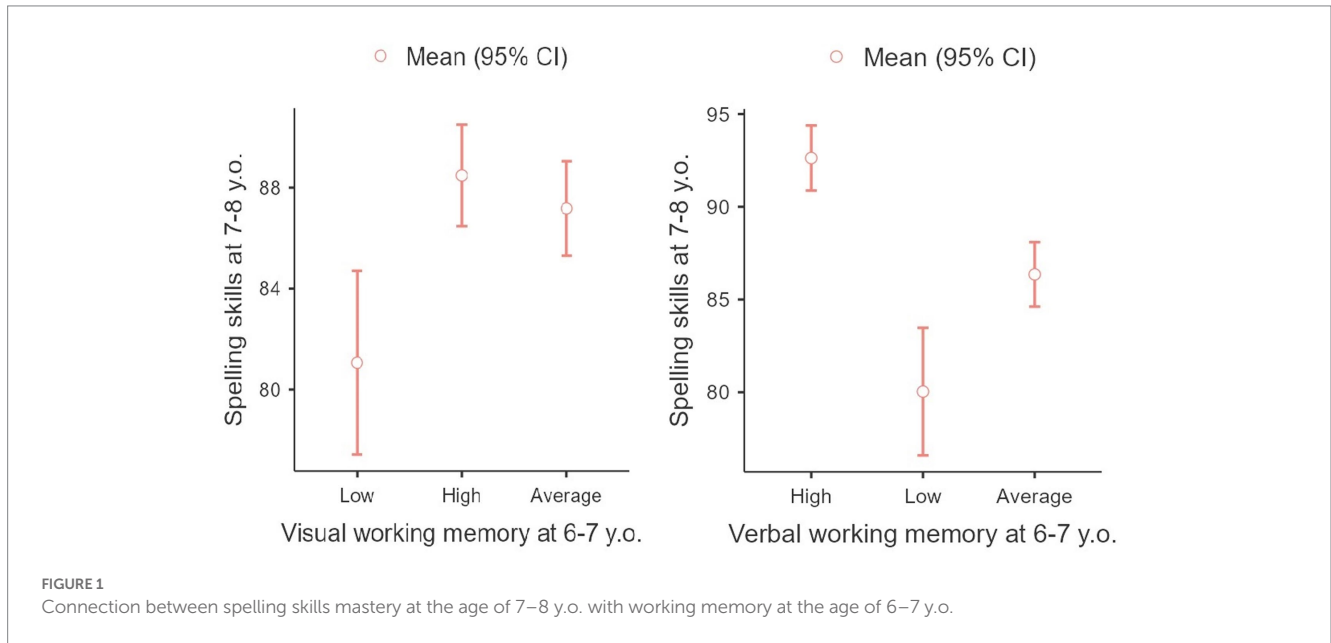 Mean (95% CI)
Spelling skills at 7-8 y.o.
88
84
80
Low
High
Average
Visual working memory at 6-7 y.o.
Mean (95% CI)
Spelling skills at 7-8 y.o.
95
90
85
80
High
Low
Average
Verbal working memory at 6-7 y.o.
FIGURE 1
Connection between spelling skills mastery at the age of 7–8 y.o. with working memory at the age of 6–7 y.o.